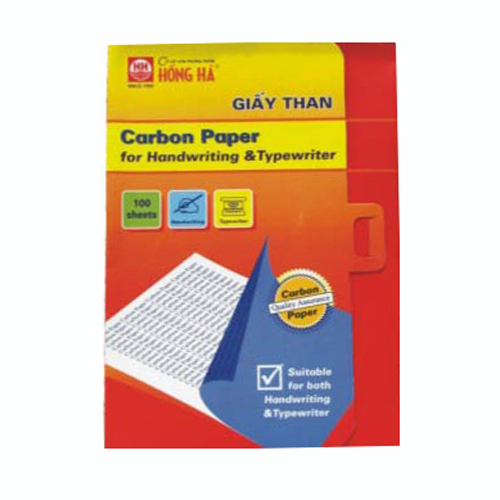 HH
HỒNG HÀ
GIẤY THAN
Carbon Paper
for Handwriting & Typewriter
100
sheets
Handwriting
Typewriter
Carbon
Quality Assurance
Paper
Suitable
for both
Handwriting
& Typewriter